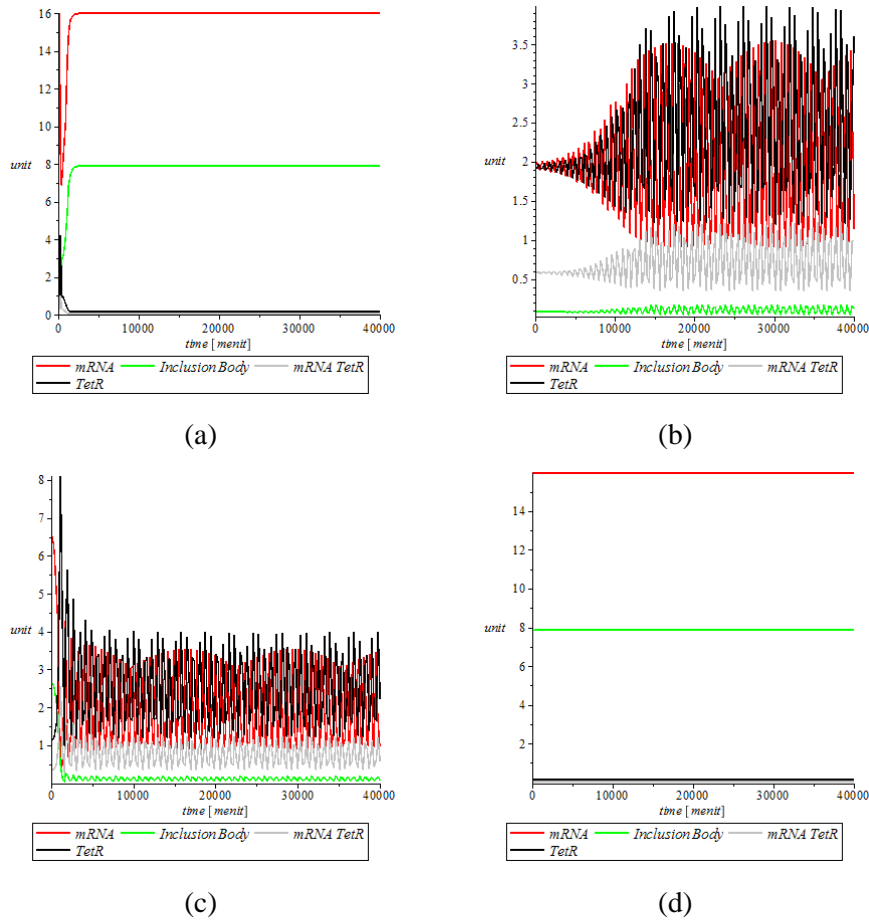 16
14
12
10
unit
8
6
4
2
0
0 10000 20000 30000 40000
time [ menit ]
mRNA Inclusion Body mRNA TetR
TetR
(a)
3.5
3
2.5
unit
2
1.5
1
0.5
0 10000 20000 30000 40000
time [ menit ]
mRNA Inclusion Body mRNA TetR
TetR
(b)
8
7
6
5
unit
4
3
2
1
0 10000 20000 30000 40000
time [ menit ]
mRNA Inclusion Body mRNA TetR
TetR
(c)
14
12
10
unit
8
6
4
2
0 10000 20000 30000 40000
time [ menit ]
mRNA Inclusion Body mRNA TetR
TetR
(d)